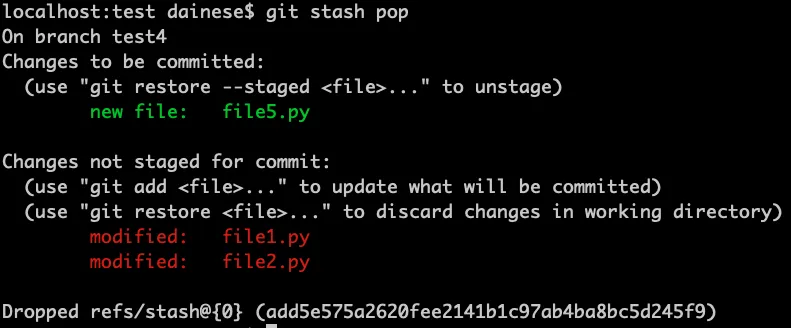 localhost:test dainese$ git stash pop
On branch test4
Changes to be committed:
  (use "git restore --staged <file>..." to unstage)
        new file:   file5.py

Changes not staged for commit:
  (use "git add <file>..." to update what will be committed)
  (use "git restore <file>..." to discard changes in working directory)
        modified:   file1.py
        modified:   file2.py

Dropped refs/stash@{0} (add5e575a2620fee2141b1c97ab4ba8bc5d245f9)